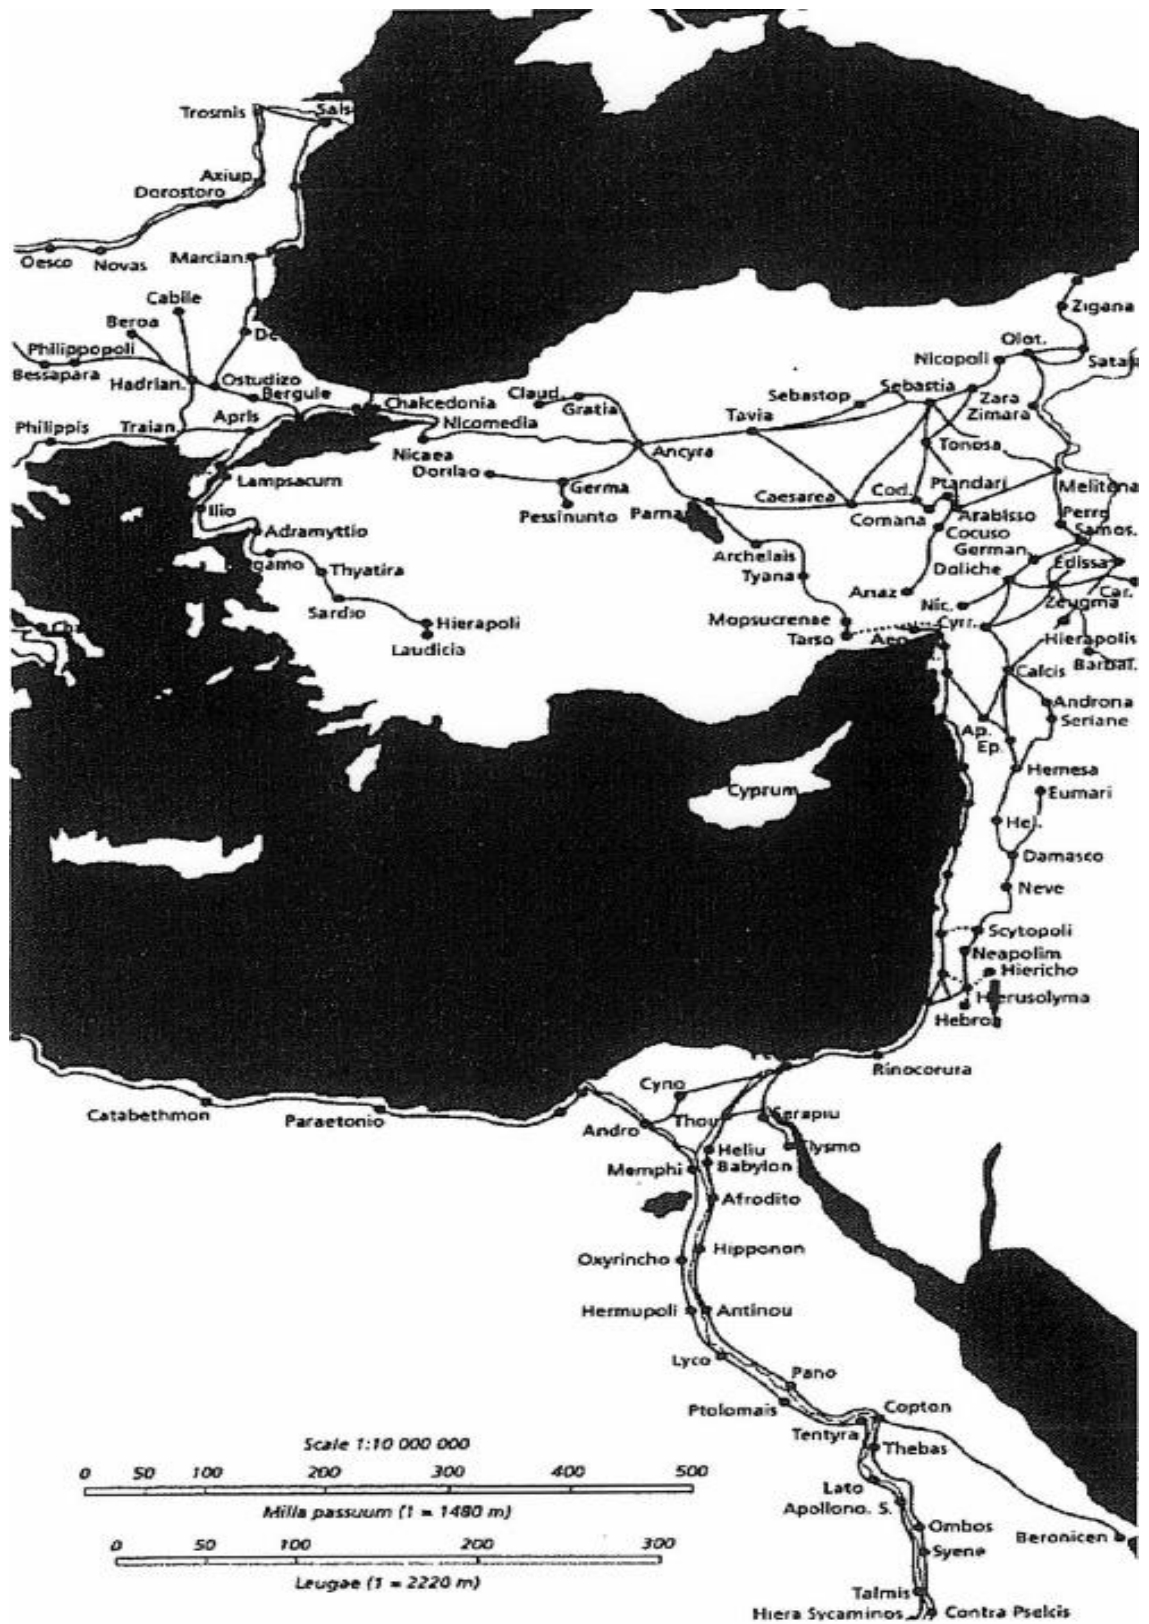 Trosmis
Sals
Axiup.
Dorostoro
Oesco
Novas
Marcian.
Cabile
Beroa
De
Philippopoli
Bessapara
Hadrian.
Ostudizo
Bergule
Philippis
Traian.
Apris
Chalcedonia
Nicomedia
Nicaea
Claud.
Gratia
Dorilao
Germa
Pessinunto
Ancyra
Tavia
Sebastop
Sebastia
Nicopoli
Olot.
Zigana
Satala
Zara
Zimara
Tonosa
Melitena
Lampsacum
Ilio
Adramyttio
gamo
Thyatira
Sardio
Hierapoli
Laudicia
Parna
Archelais
Tyana
Caesarea
Cod.
Ptandari
Comana
Arabisso
Cocuso
Perre
Samos.
German.
Doliche
Edissa
Anaz
Nic.
Car.
Zeugma
Mopsucrenae
Tarso
Aeg
Cyrr.
Hierapolis
Barbal.
Calcis
Androna
Seriane
Ap.
Ep.
Hemesa
Eumari
Cyprum
Hel.
Damasco
Neve
Scytopoli
Neapolim
Hiericho
Hierusolyma
Hebron
Rinocorura
Catabethmon
Paraetonio
Cyno
Andro
Thou
Serapiu
Clysmo
Heliu
Babylon
Memphi
Afrodito
Oxyrincho
Hipponon
Hermupoli
Antinou
Lyco
Pano
Ptolomais
Copton
Tentyra
Thebas
Lato
Apollono. S.
Ombos
Syene
Beronicen
Talmis
Hiera Sycaminos
Contra Pselcis
Scale 1:10 000 000
0 50 100 200 300 400 500
Milla passuum (1 = 1480 m)
0 50 100 200 300
Leugae (1 = 2220 m)